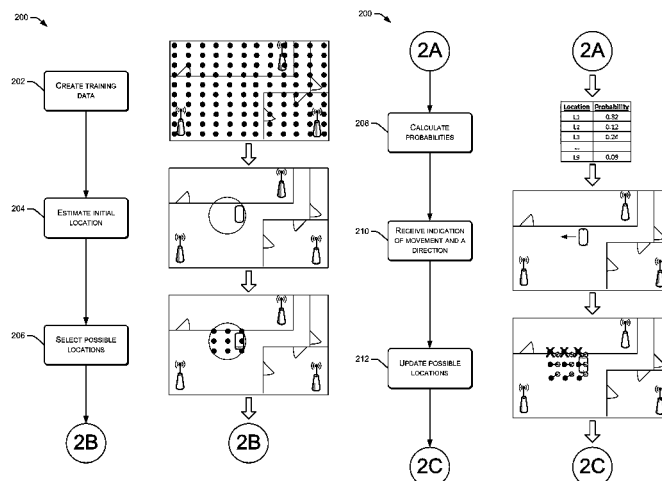 200
202
CREATE TRAINING
DATA
204
ESTIMATE INITIAL
LOCATION
206
SELECT POSSIBLE
LOCATIONS
2B
2B
200
2A
2A
208
CALCULATE
PROBABILITIES
Location Probability
L1 0.32
L2 0.12
L3 0.26
...
L9 0.09
210
RECEIVE INDICATION
OF MOVEMENT AND A
DIRECTION
212
UPDATE POSSIBLE
LOCATIONS
2C
2C